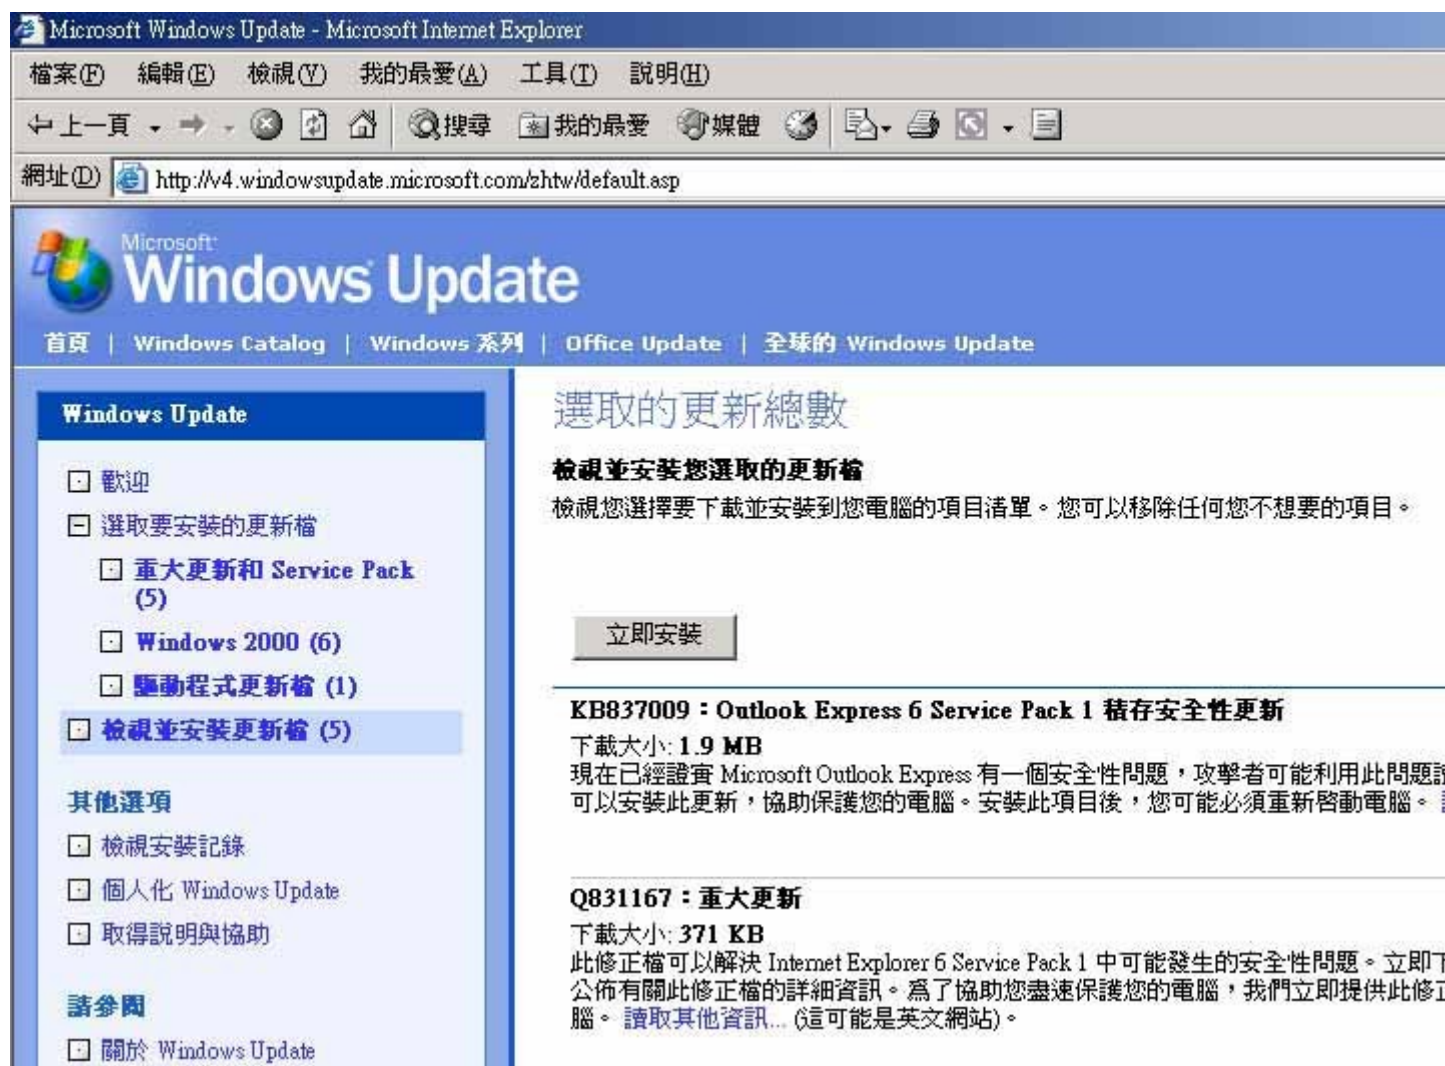 Microsoft Windows Update - Microsoft Internet Explorer
檔案(F) 編輯(E) 檢視(V) 我的最愛(A) 工具(T) 說明(H)
上一頁 搜尋 我的最愛 媒體
網址(D) http://v4.windowsupdate.microsoft.com/zhtw/default.asp
Microsoft
Windows Update
首頁 | Windows Catalog | Windows 系列 | Office Update | 全球的 Windows Update
Windows Update
歡迎
選取要安裝的更新檔
重大更新和 Service Pack
(5)
Windows 2000 (6)
驅動程式更新檔 (1)
檢視並安裝更新檔 (5)
其他選項
檢視安裝記錄
個人化 Windows Update
取得說明與協助
請參閱
關於 Windows Update
選取的更新總數
檢視並安裝您選取的更新檔
檢視您選擇要下載並安裝到您電腦的項目清單。您可以移除任何您不想要的項目。
立即安裝
KB837009：Outlook Express 6 Service Pack 1 積存安全性更新
下載大小: 1.9 MB
現在已經證實 Microsoft Outlook Express 有一個安全性問題，攻擊者可能利用此問題
可以安裝此更新，協助保護您的電腦。安裝此項目後，您可能必須重新啟動電腦。
Q831167：重大更新
下載大小: 371 KB
此修正檔可以解決 Internet Explorer 6 Service Pack 1 中可能發生的安全性問題。立即下
公佈有關此修正檔的詳細資訊。為了協助您盡速保護您的電腦，我們立即提供此修正
腦。 讀取其他資訊... (這可能是英文網站)。